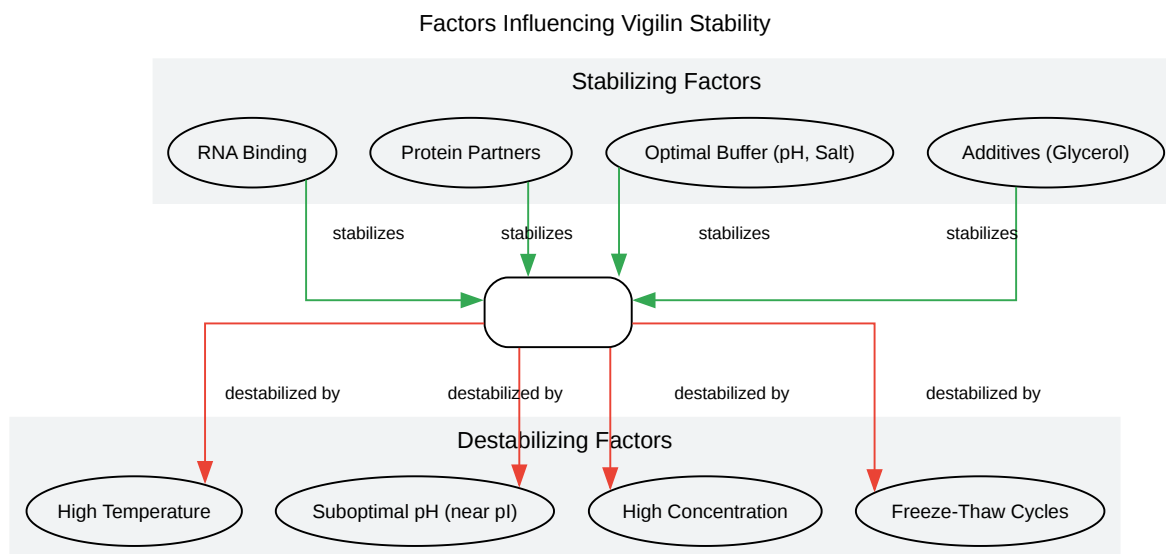 Factors Influencing Vigilin Stability
Stabilizing Factors
RNA Binding
Protein Partners
Optimal Buffer (pH, Salt)
Additives (Glycerol)
stabilizes
stabilizes
stabilizes
stabilizes
destabilized by
destabilized by
destabilized by
destabilized by
Destabilizing Factors
High Temperature
Suboptimal pH (near pI)
High Concentration
Freeze-Thaw Cycles